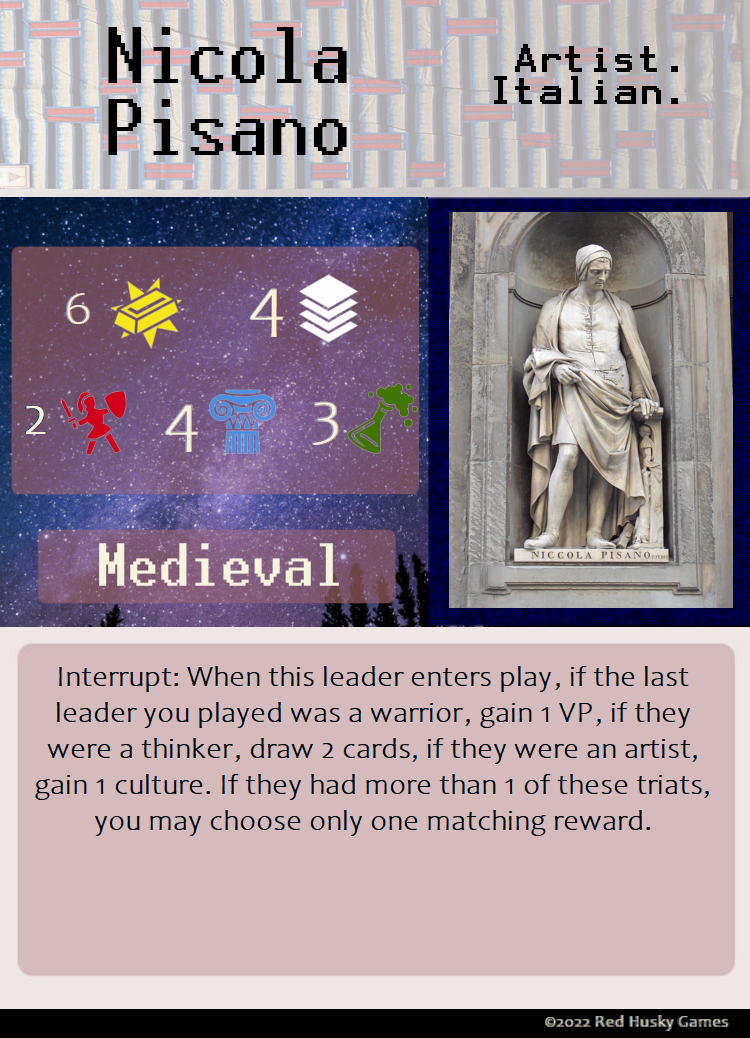 Nicola
Pisano
Artist.
Italian.
6
4
2
4
3
Medieval
NICCOLA PISANO
Interrupt: When this leader enters play, if the last
leader you played was a warrior, gain 1 VP, if they
were a thinker, draw 2 cards, if they were an artist,
gain 1 culture. If they had more than 1 of these triats,
you may choose only one matching reward.
©2022 Red Husky Games